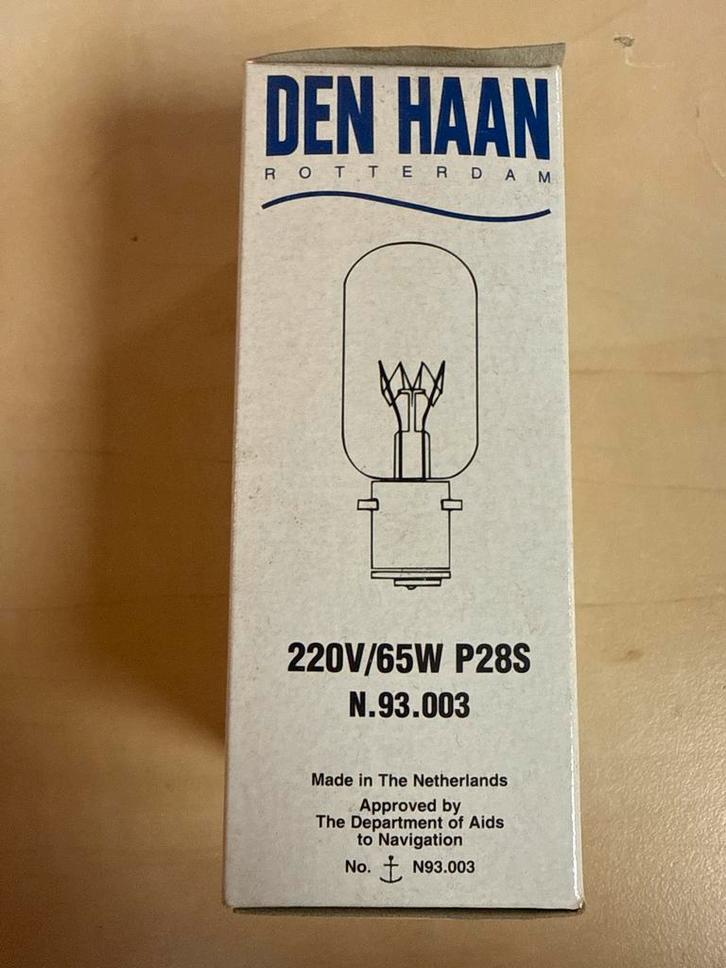 DEN HAAN
ROTTERDAM
220V/65W P28S
N.93.003
Made in The Netherlands
Approved by
The Department of Aids
to Navigation
No. N93.003